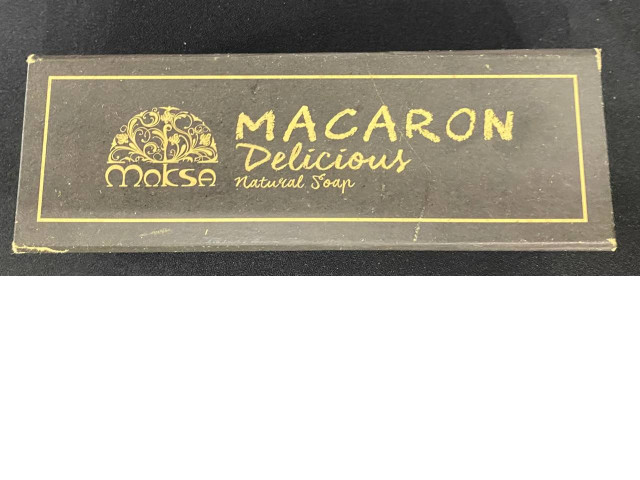 MACARON
Delicious
Natural Soap
moksa